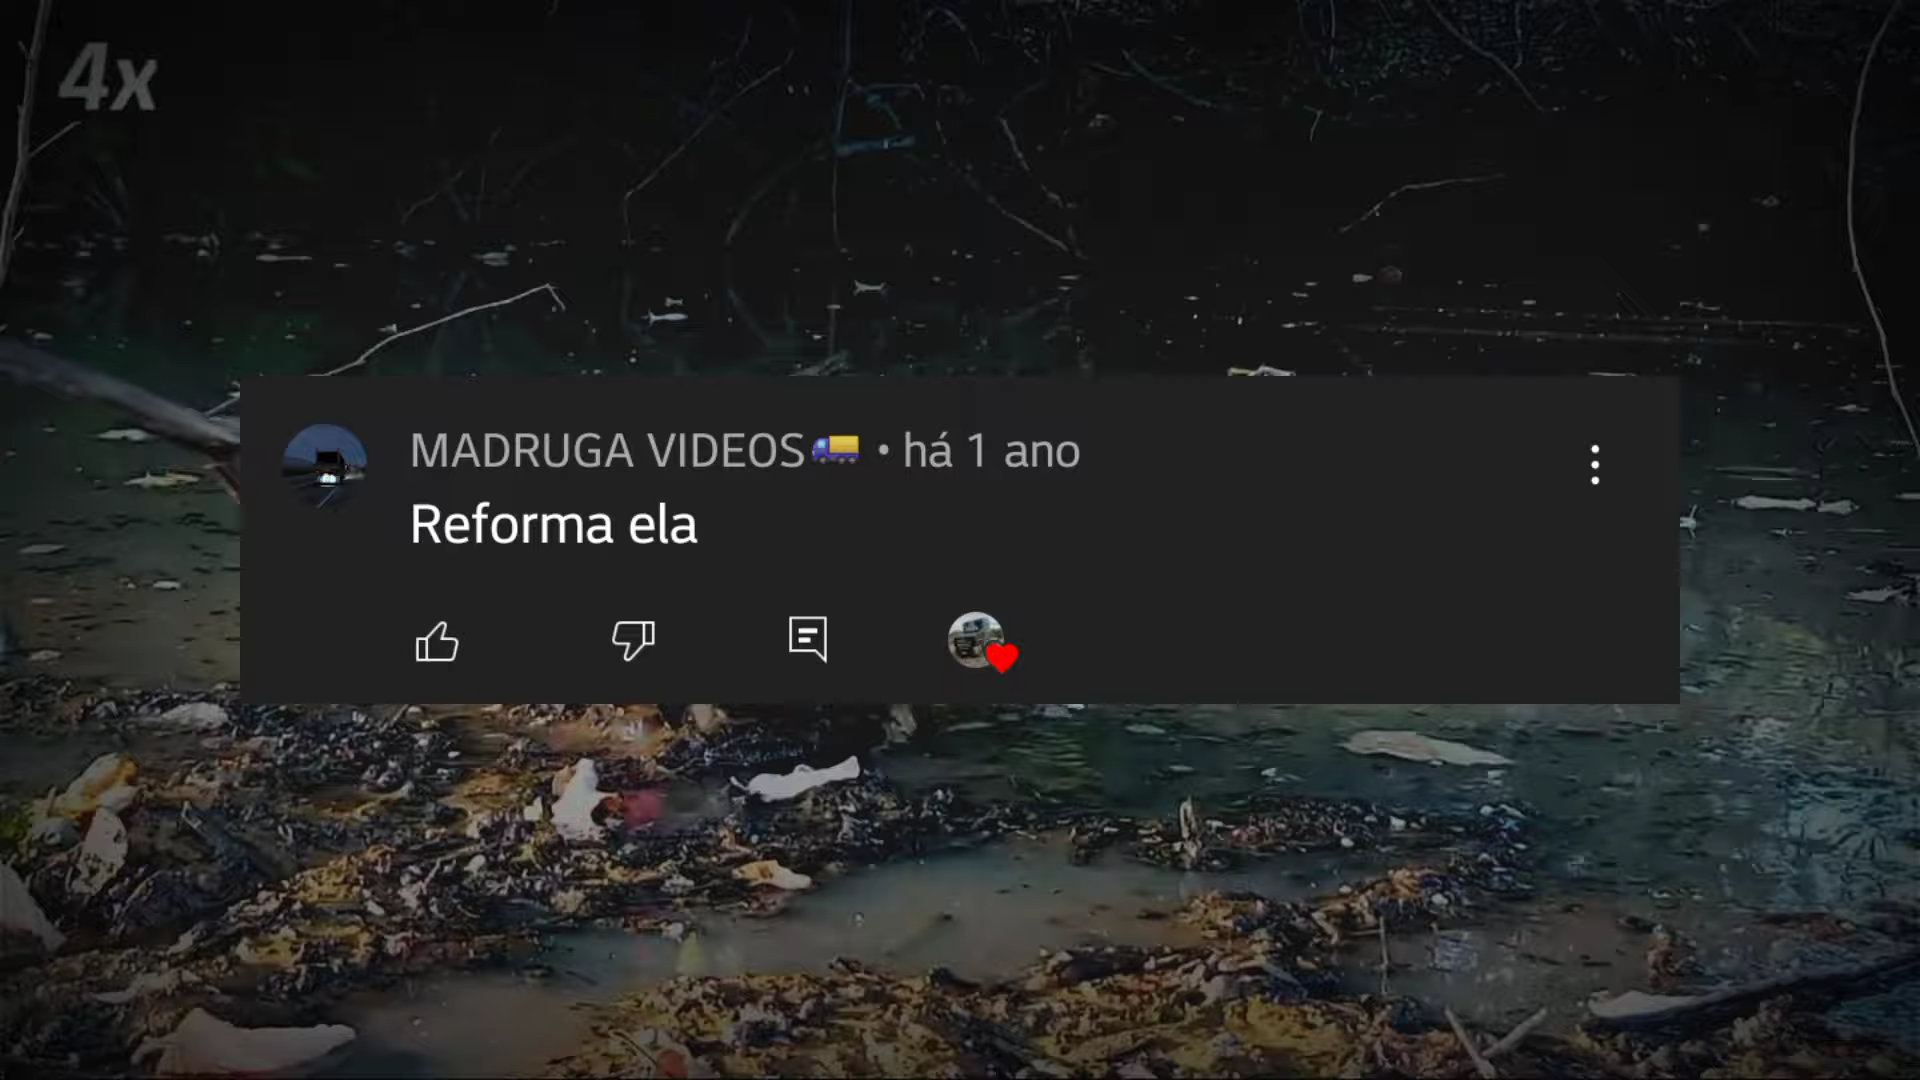 4x
MADRUGA VIDEOS🚛 • há 1 ano
Reforma ela